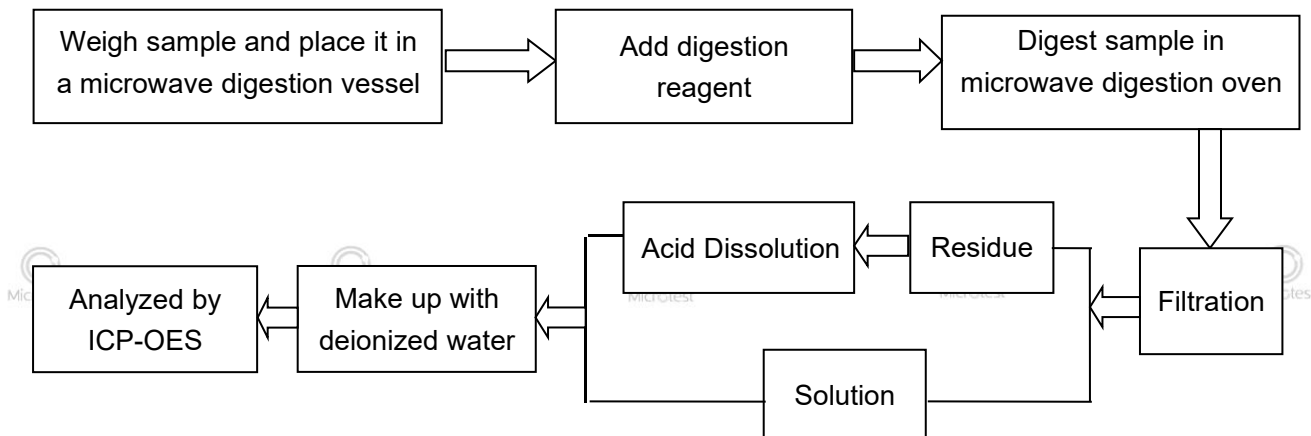 Weigh sample and place it in
a microwave digestion vessel
Add digestion
reagent
Digest sample in
microwave digestion oven
Filtration
Residue
Acid Dissolution
Solution
Make up with
deionized water
Analyzed by
ICP-OES
Microtest